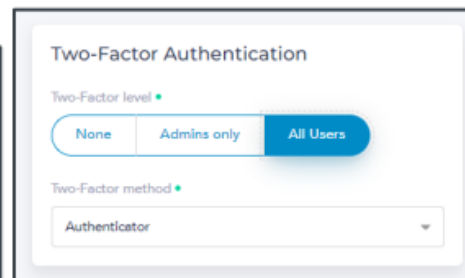 Two-Factor Authentication
Two-Factor level
None Admins only All Users
Two-Factor method
Authenticator